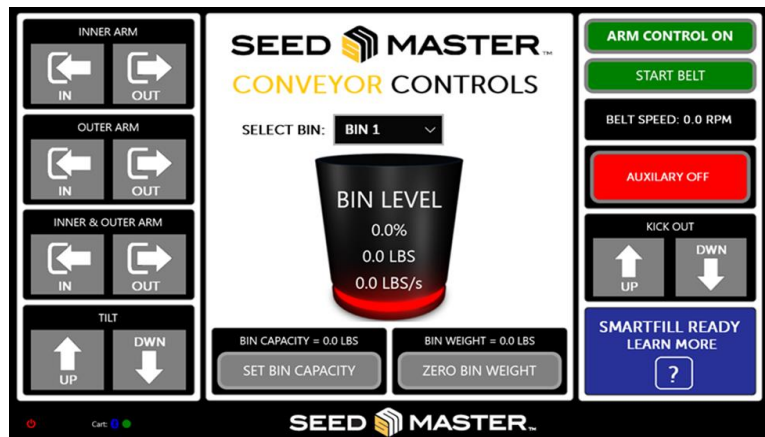 INNER ARM
IN
OUT
OUTER ARM
IN
OUT
INNER & OUTER ARM
IN
OUT
TILT
UP
DWN
SEED MASTER™
CONVEYOR CONTROLS
SELECT BIN: BIN 1
BIN LEVEL
0.0%
0.0 LBS
0.0 LBS/s
BIN CAPACITY = 0.0 LBS
SET BIN CAPACITY
BIN WEIGHT = 0.0 LBS
ZERO BIN WEIGHT
ARM CONTROL ON
START BELT
BELT SPEED: 0.0 RPM
AUXILARY OFF
KICK OUT
UP
DWN
SMARTFILL READY
LEARN MORE
?
Cart:
SEED MASTER™